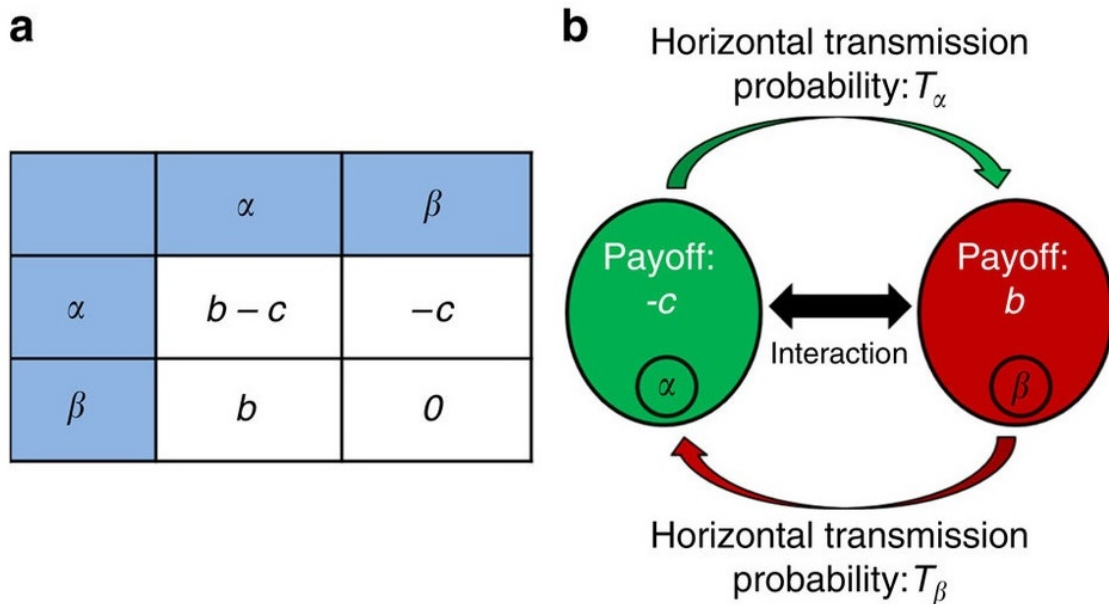 a
α β
α b – c –c
β b 0
b
Horizontal transmission
probability: Tα
Payoff:
-c
α
Interaction
Payoff:
b
β
Horizontal transmission
probability: Tβ